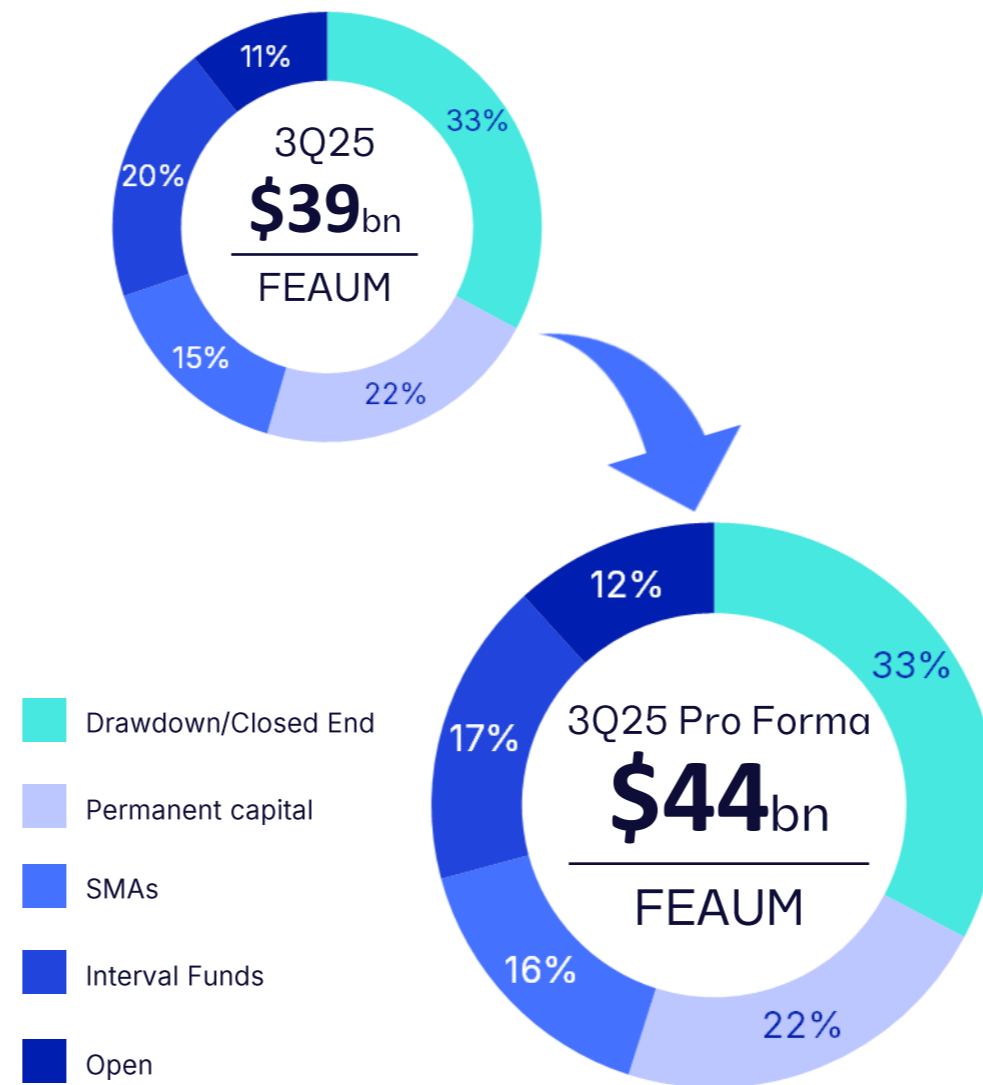 11%
33%
20%
15%
22%
3Q25
$39bn
FEAUM
12%
33%
17%
16%
22%
3Q25 Pro Forma
$44bn
FEAUM
Drawdown/Closed End
Permanent capital
SMAs
Interval Funds
Open